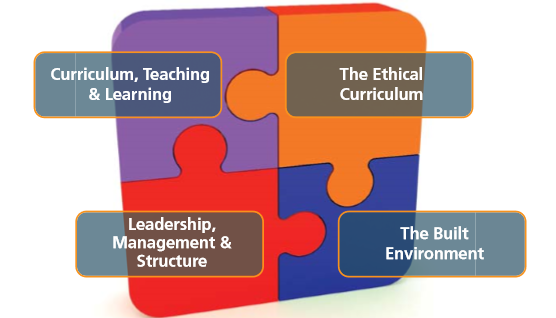 Curriculum, Teaching
& Learning
The Ethical
Curriculum
Leadership,
Management &
Structure
The Built
Environment